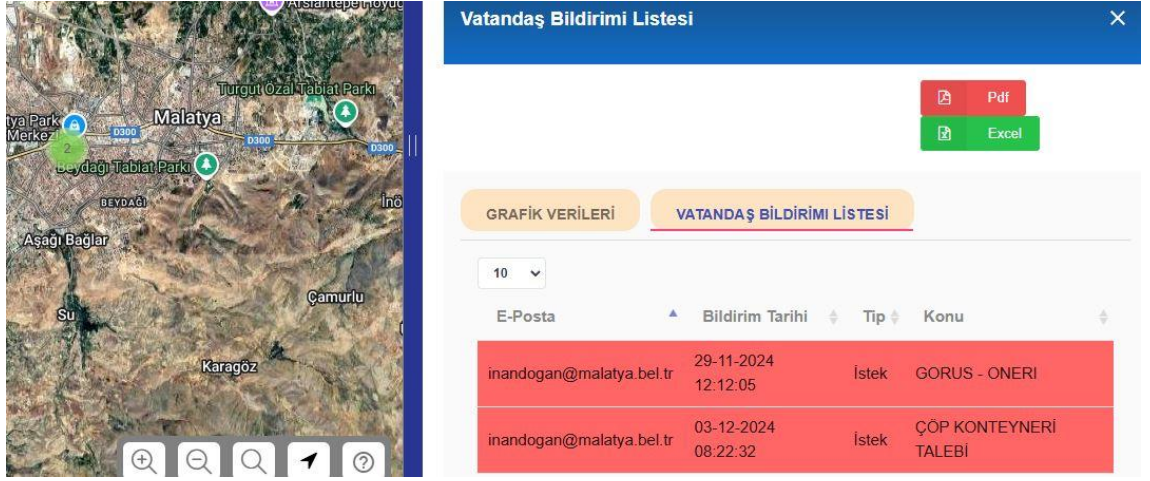 Arslantepe Höyüğ
Turgut Özal Tabiat Parkı
Malatya
tya Park
Merkezi
D300
D300
D300
2
Beydağı Tabiat Parkı
BEYDAĞI
İnö
Aşağı Bağlar
Çamurlu
Su
Karagöz
Vatandaş Bildirimi Listesi
Pdf
Excel
GRAFİK VERİLERİ
VATANDAŞ BİLDİRİMİ LİSTESİ
10
E-Posta Bildirim Tarihi Tip Konu
inandogan@malatya.bel.tr 29-11-2024 12:12:05 İstek GORUS - ONERI
inandogan@malatya.bel.tr 03-12-2024 08:22:32 İstek ÇÖP KONTEYNERİ TALEBİ